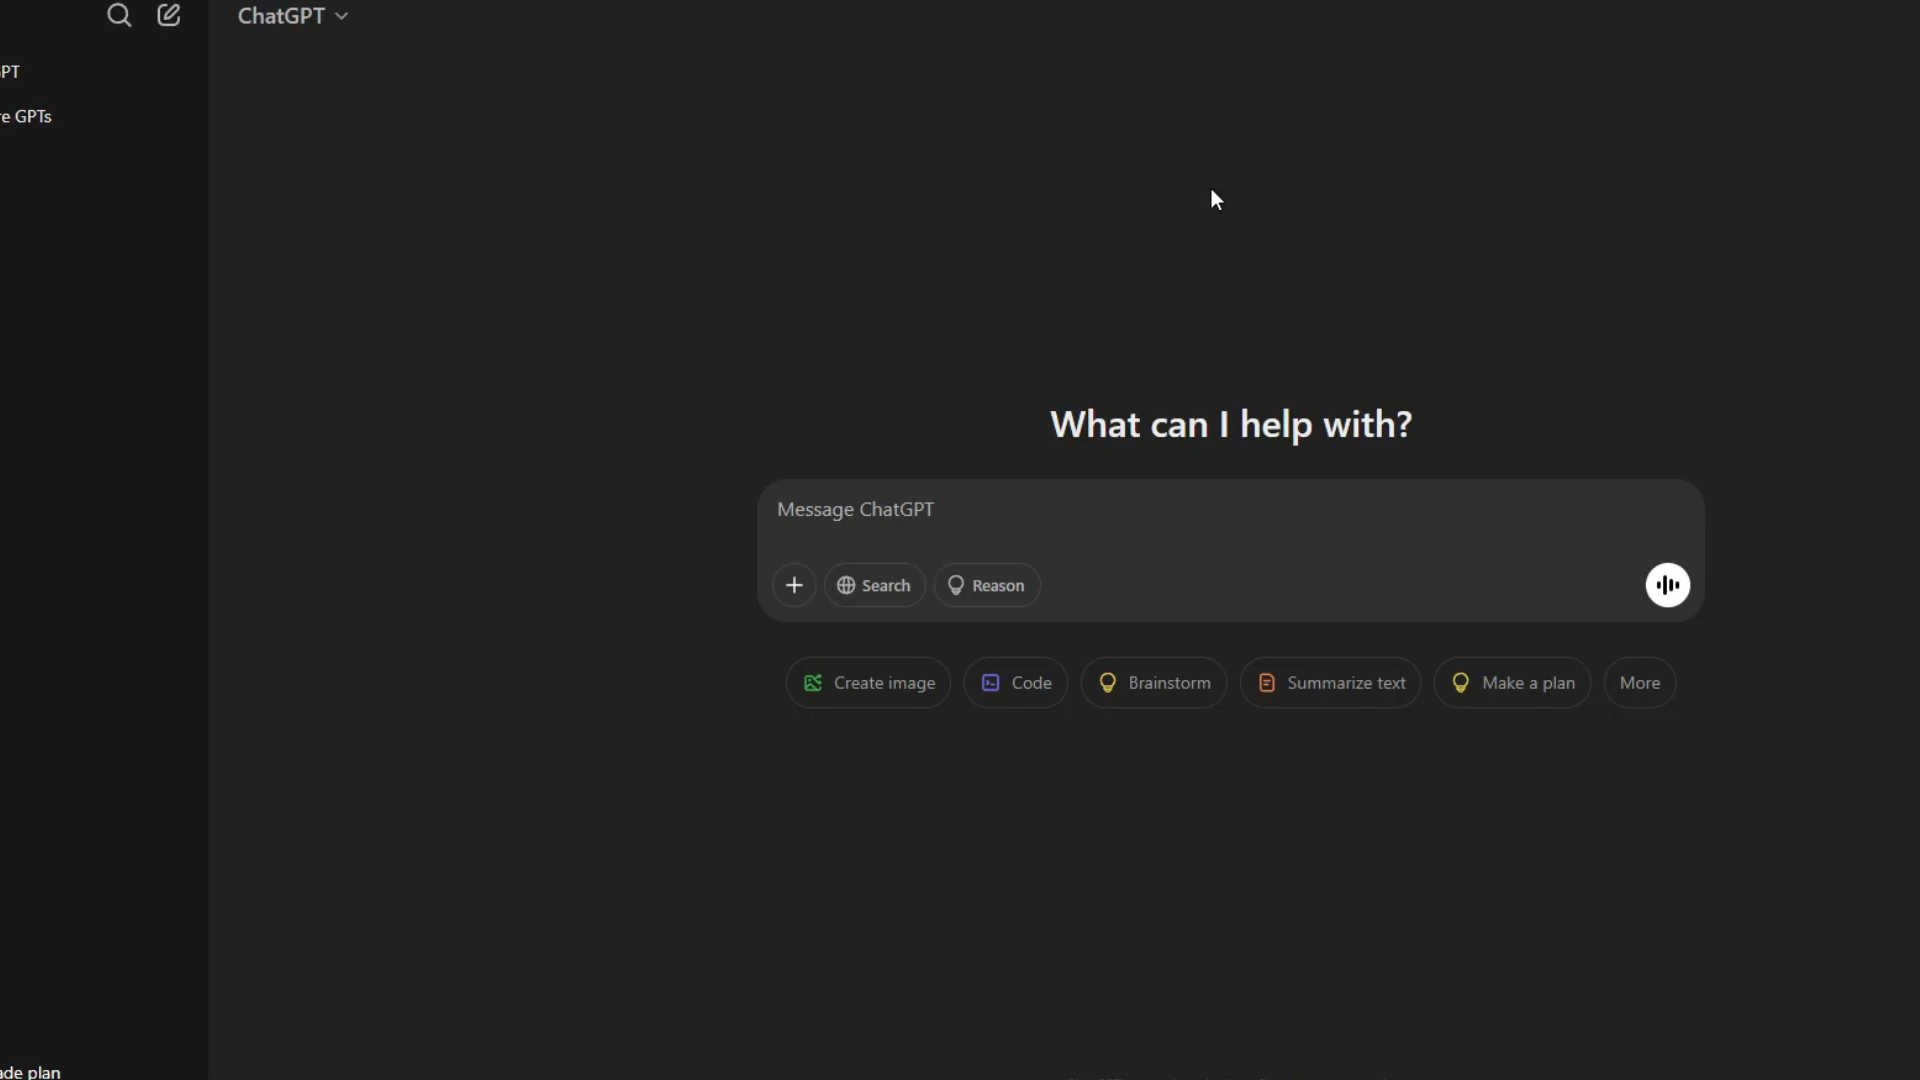 ChatGPT
PT
e GPTs
What can I help with?
Message ChatGPT
Search
Reason
Create image
Code
Brainstorm
Summarize text
Make a plan
More
ade plan